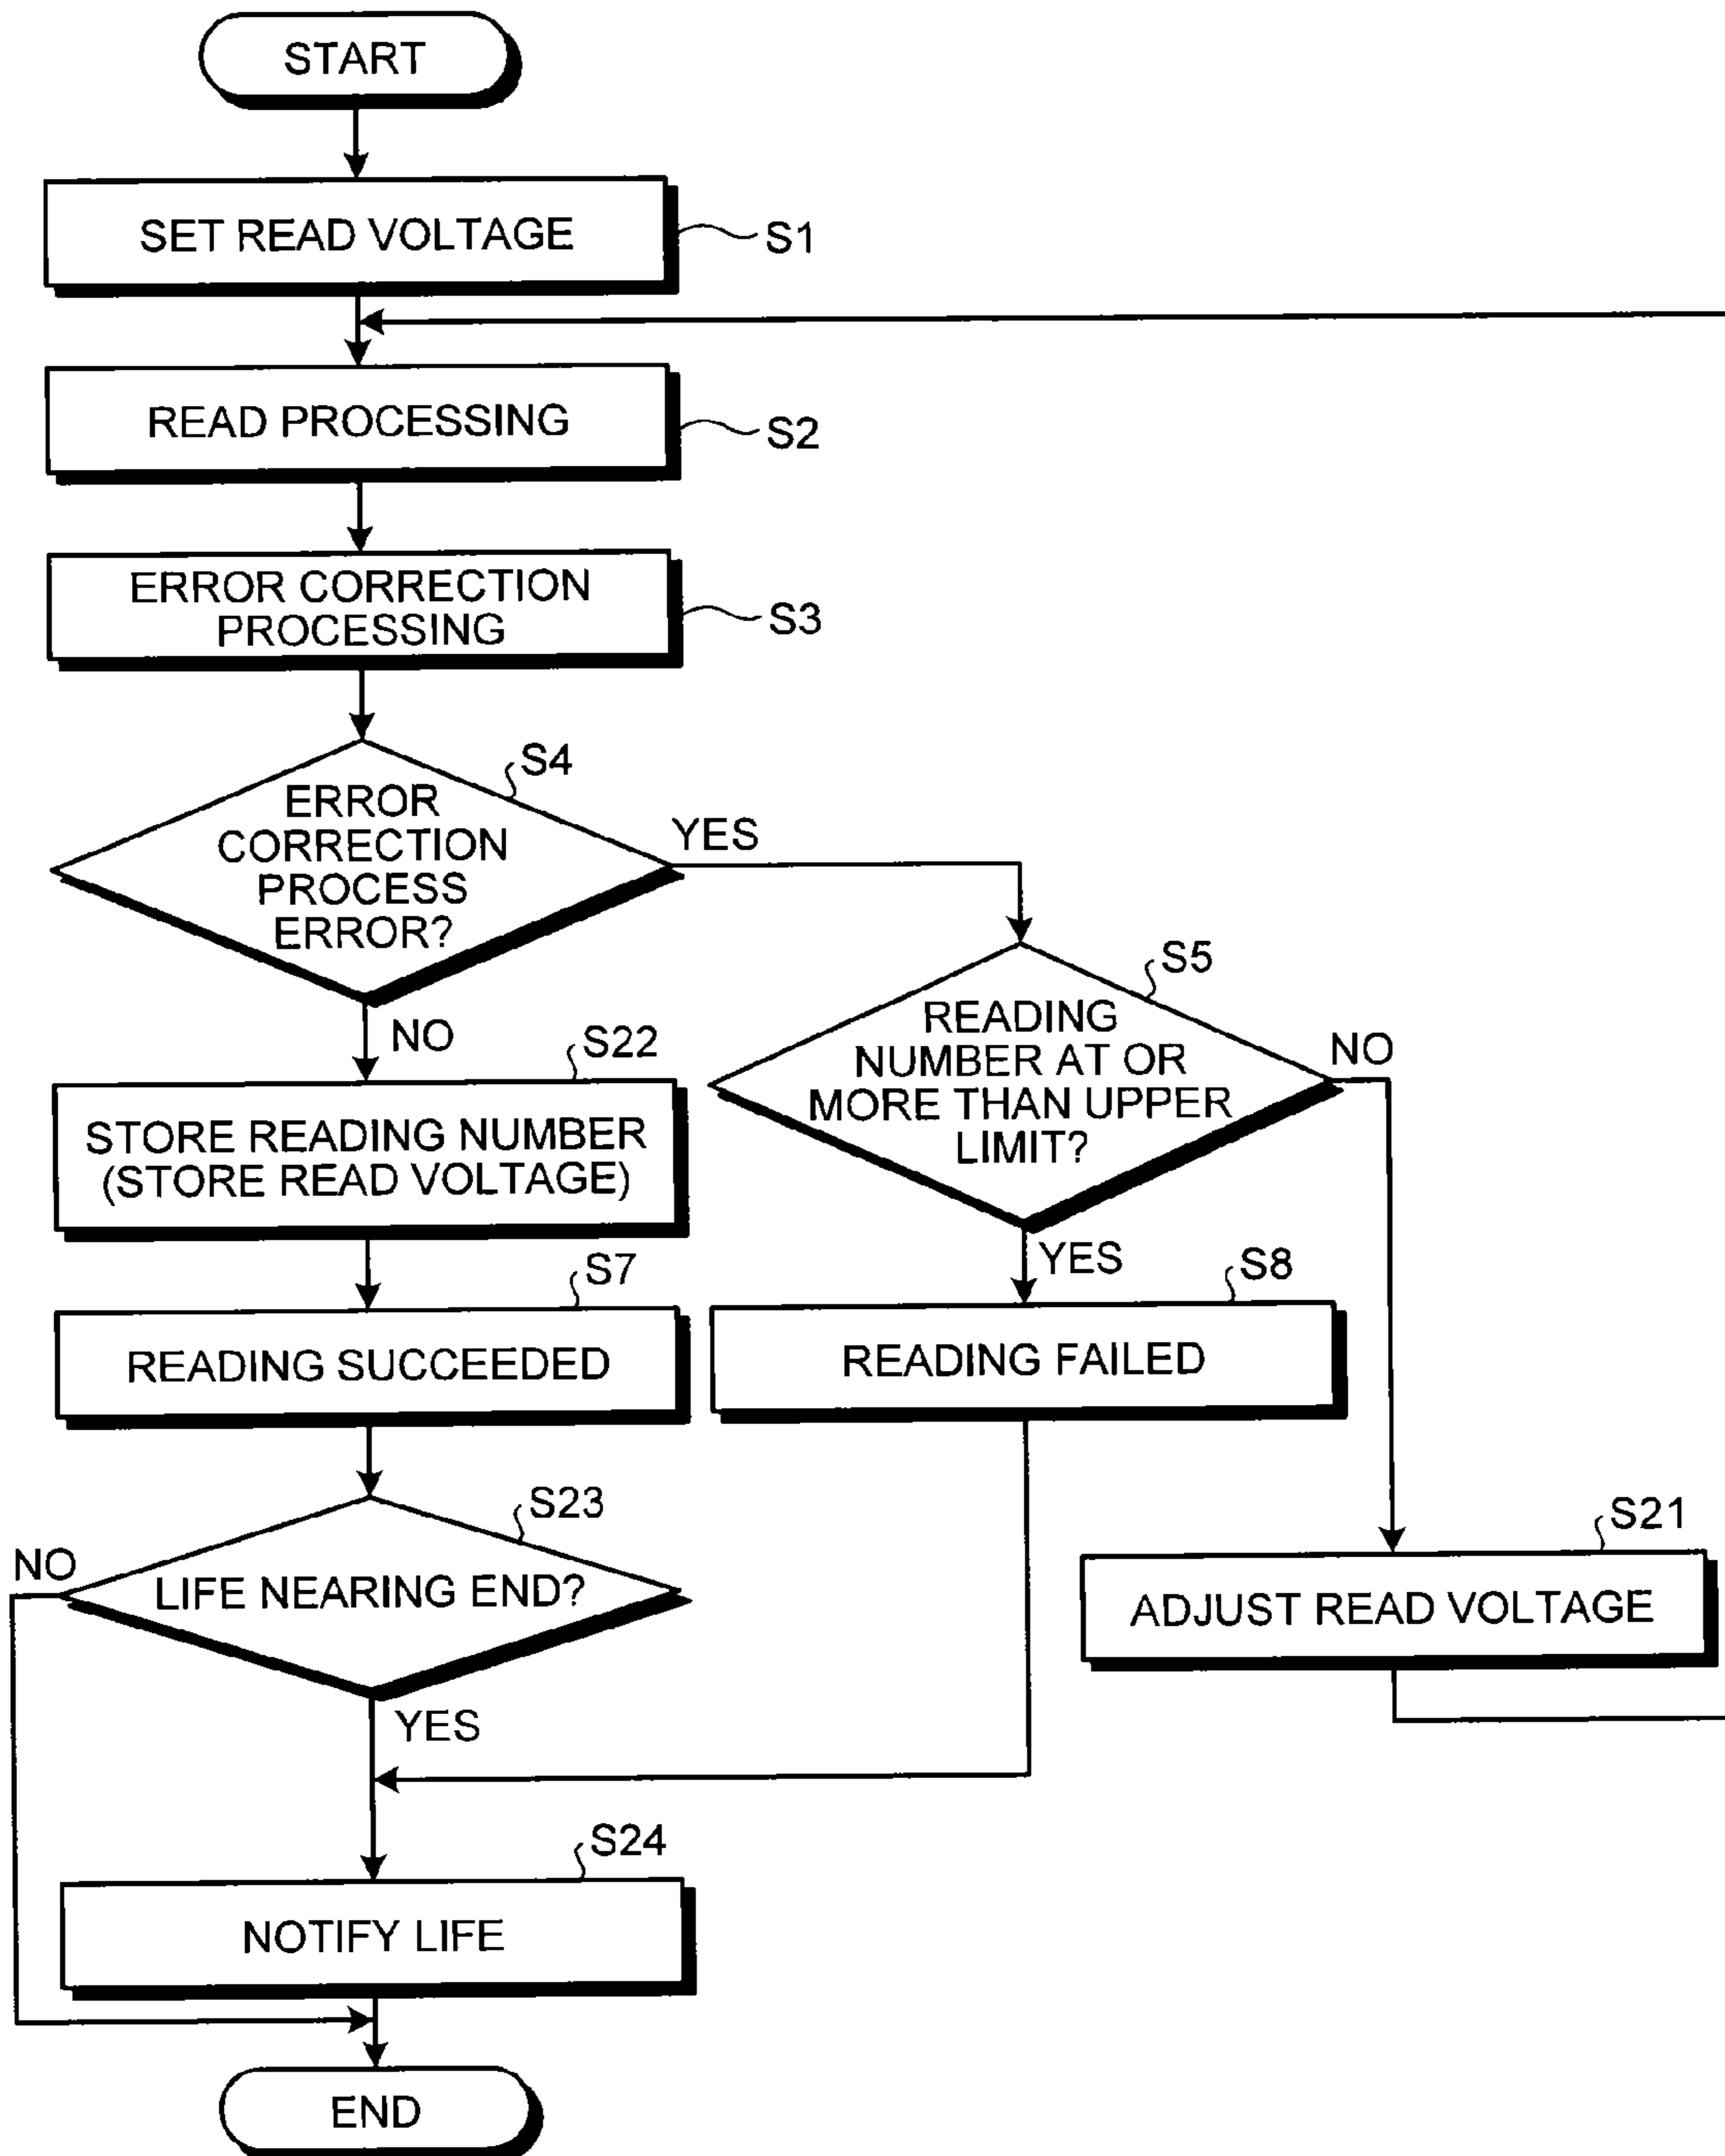 START
SET READ VOLTAGE
S1
READ PROCESSING
S2
ERROR CORRECTION
PROCESSING
S3
S4
ERROR
CORRECTION
PROCESS
ERROR?
YES
NO
S5
READING
NUMBER AT OR
MORE THAN UPPER
LIMIT?
NO
YES
S22
STORE READING NUMBER
(STORE READ VOLTAGE)
S7
READING SUCCEEDED
S8
READING FAILED
S21
ADJUST READ VOLTAGE
S23
LIFE NEARING END?
NO
YES
S24
NOTIFY LIFE
END